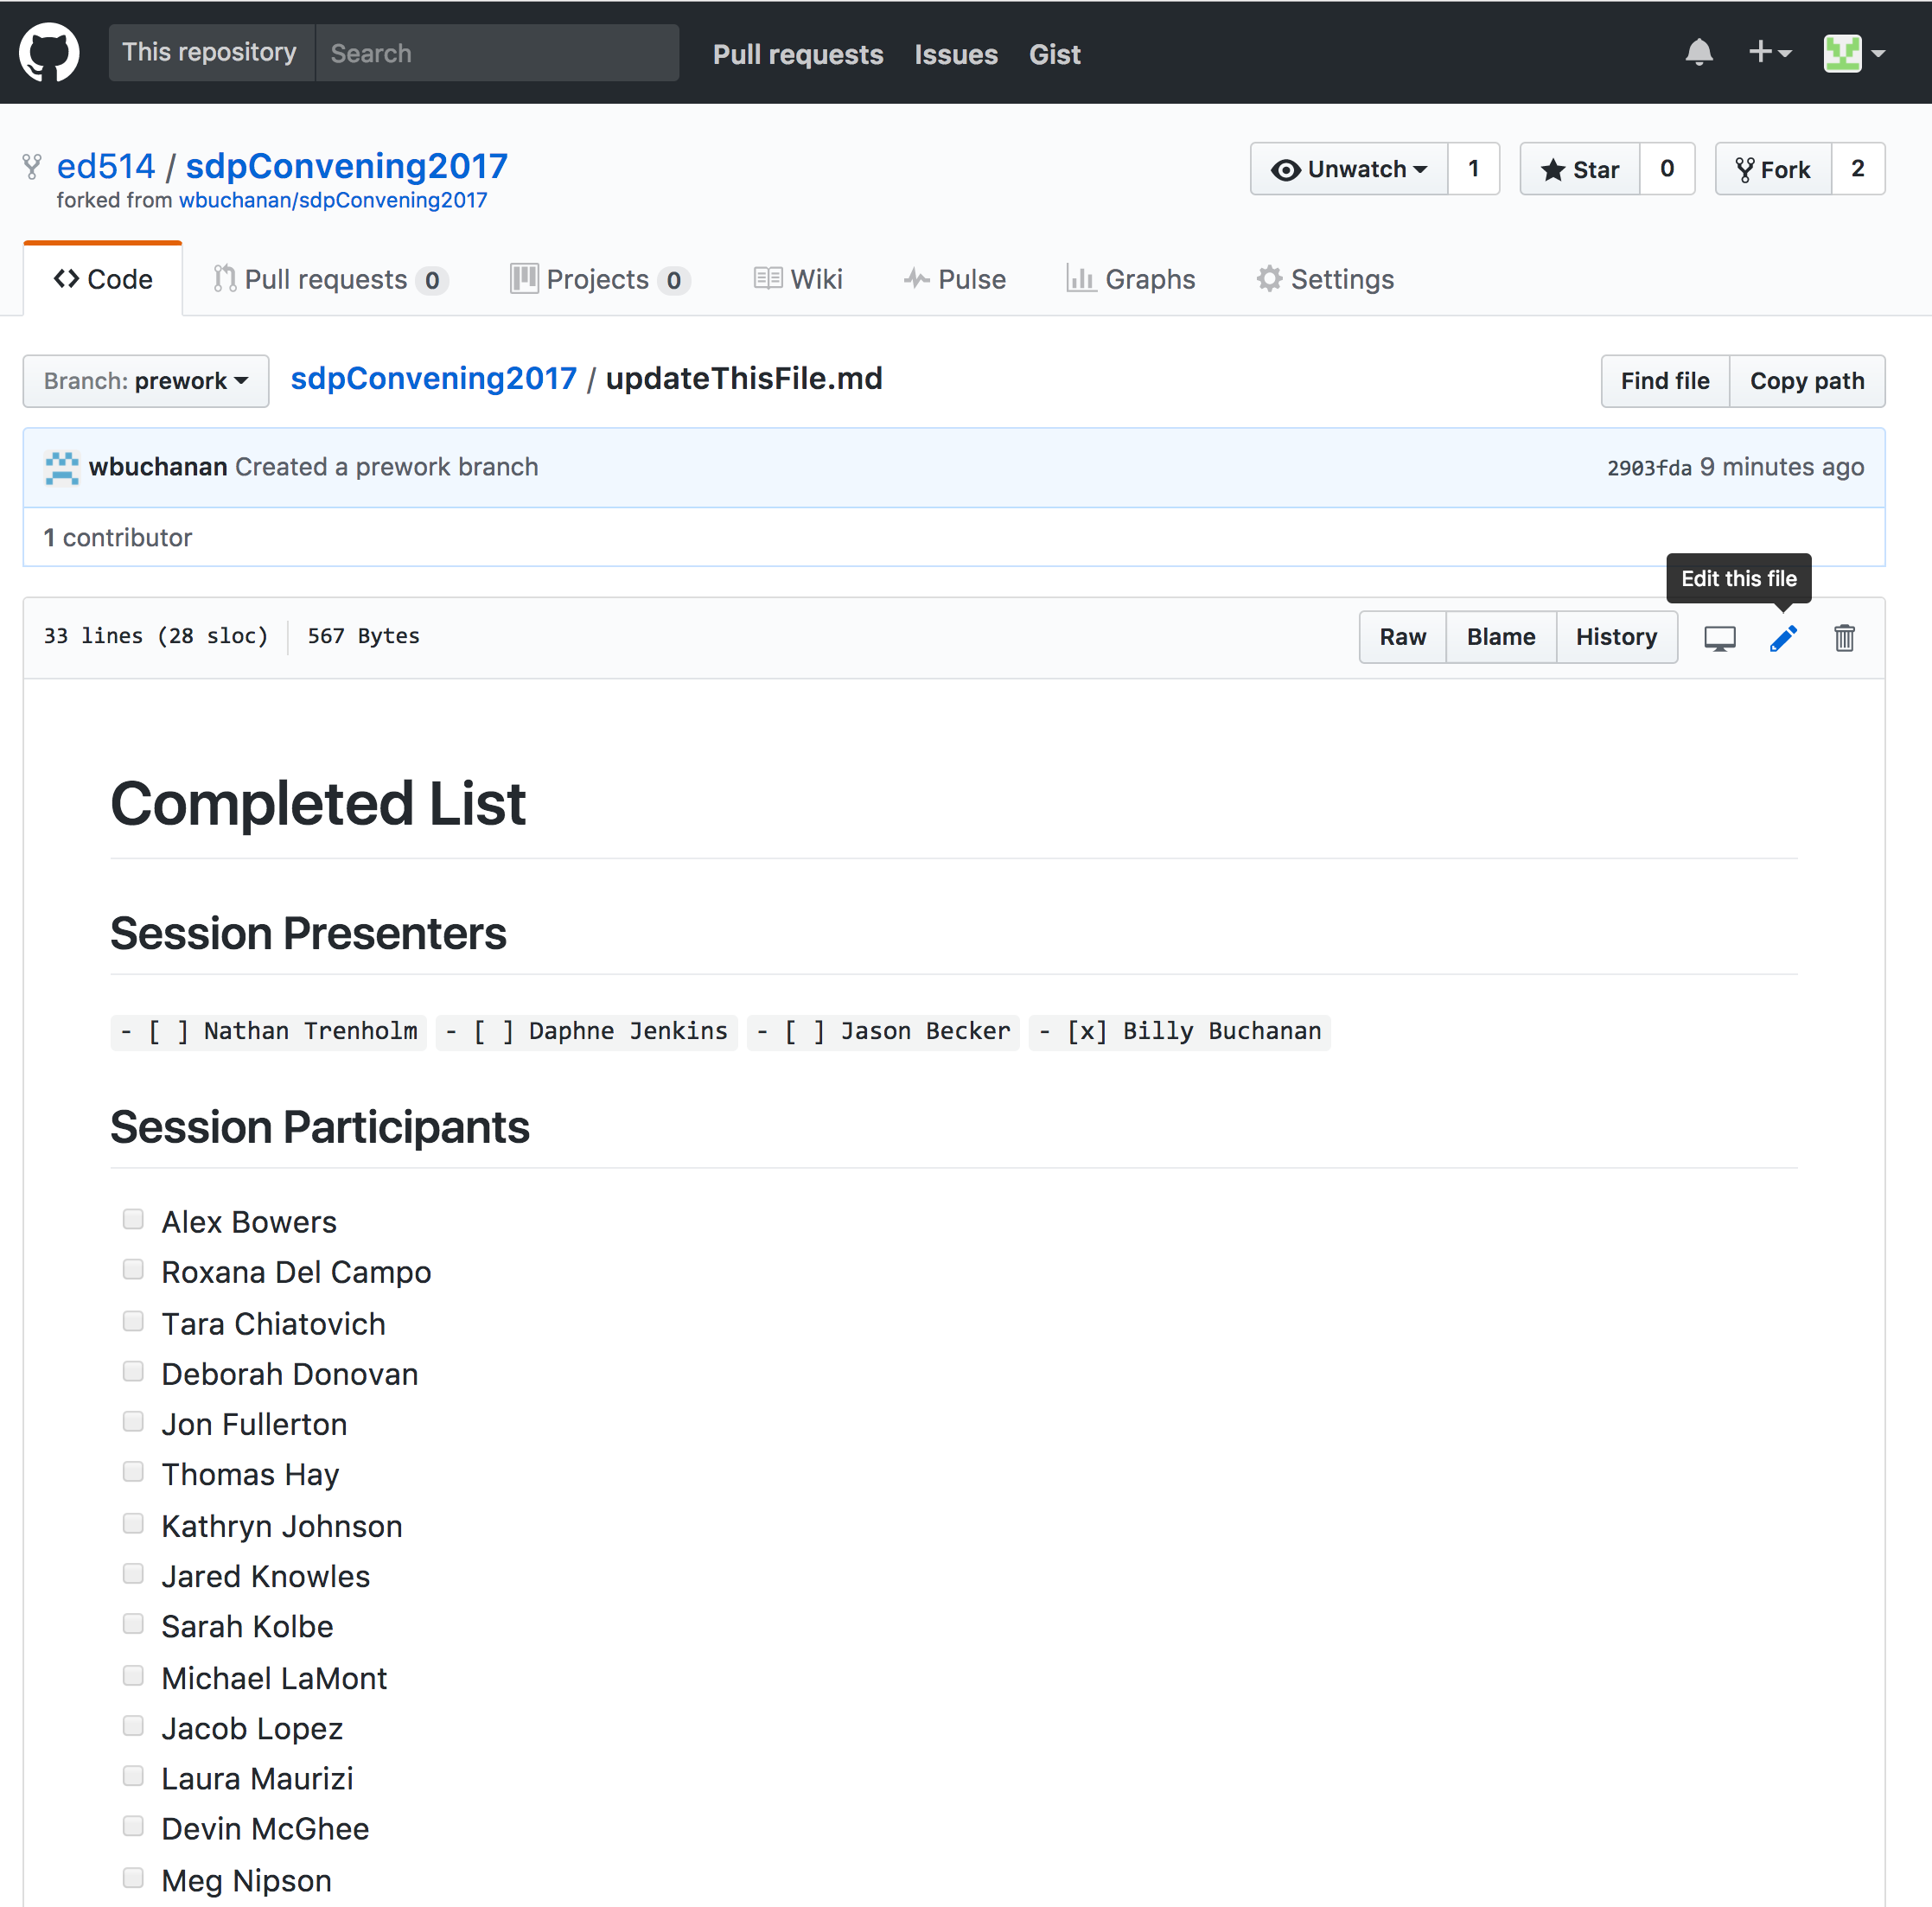 This repository Search Pull requests Issues Gist
ed514 / sdpConvening2017 Unwatch 1 Star 0 Fork 2
forked from wbuchanan/sdpConvening2017
Code Pull requests 0 Projects 0 Wiki Pulse Graphs Settings
Branch: prework sdpConvening2017 / updateThisFile.md Find file Copy path
wbuchanan Created a prework branch 2903fda 9 minutes ago
1 contributor
Edit this file
33 lines (28 sloc) 567 Bytes Raw Blame History
Completed List
Session Presenters
- [ ] Nathan Trenholm - [ ] Daphne Jenkins - [ ] Jason Becker - [x] Billy Buchanan
Session Participants
Alex Bowers
Roxana Del Campo
Tara Chiatovich
Deborah Donovan
Jon Fullerton
Thomas Hay
Kathryn Johnson
Jared Knowles
Sarah Kolbe
Michael LaMont
Jacob Lopez
Laura Maurizi
Devin McGhee
Meg Nipson